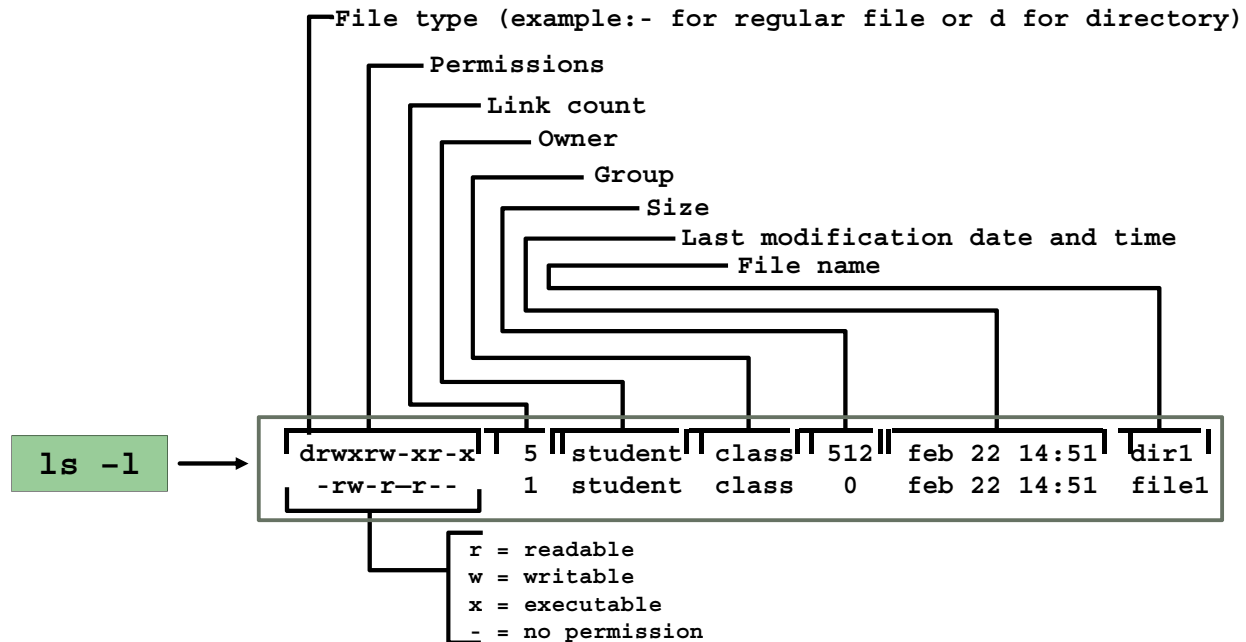 File type (example:- for regular file or d for directory)
Permissions
Link count
Owner
Group
Size
Last modification date and time
File name
ls –l
drwxrw-xr-x 5 student class 512 feb 22 14:51 dir1
-rw-r–r-- 1 student class 0 feb 22 14:51 file1
r = readable
w = writable
x = executable
- = no permission